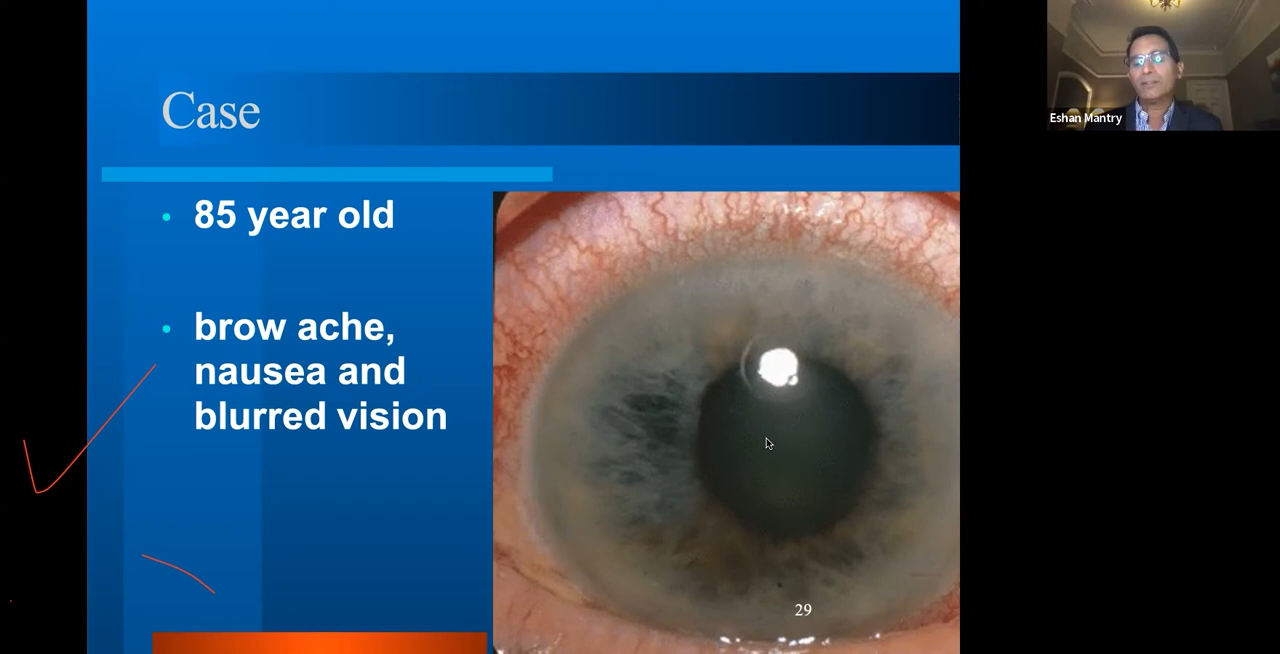 Case
Eshan Mantry
85 year old
brow ache,
nausea and
blurred vision
29